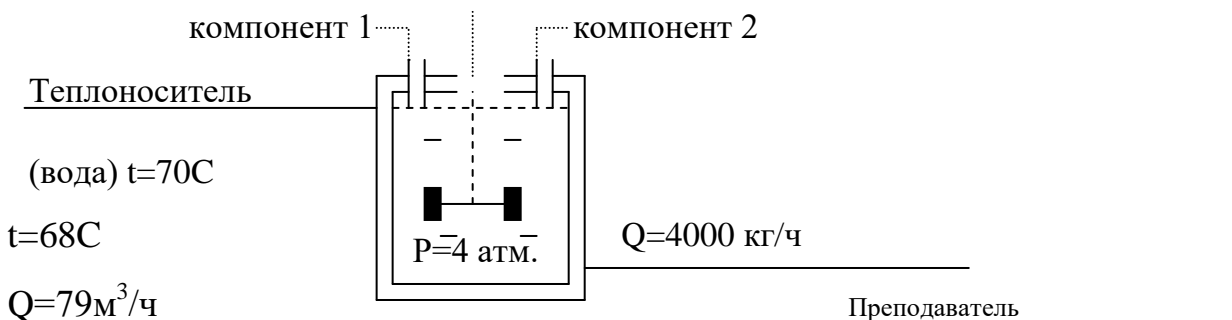 компонент 1 компонент 2
Теплоноситель
(вода) t=70С
t=68С
P=4 атм. Q=4000 кг/ч
Q=79м³/ч Преподаватель